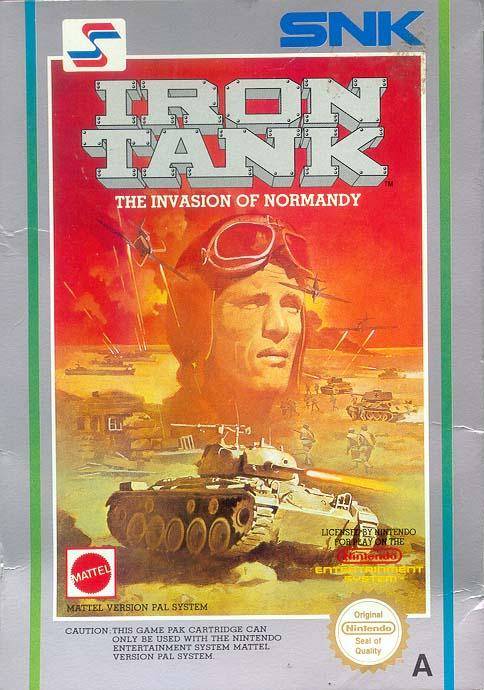 S
SNK
IRON
TANK
™
THE INVASION OF NORMANDY
LICENSED BY NINTENDO
FOR PLAY ON THE
Nintendo
ENTERTAINMENT
SYSTEM™
MATTEL
MATTEL VERSION PAL SYSTEM
CAUTION: THIS GAME PAK CARTRIDGE CAN
ONLY BE USED WITH THE NINTENDO
ENTERTAINMENT SYSTEM MATTEL
VERSION PAL SYSTEM.
Original
Nintendo
Seal of
Quality
A